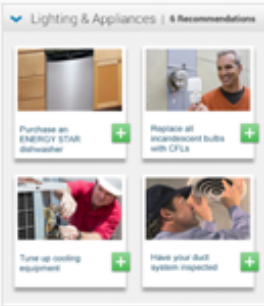 Lighting & Appliances | 6 Recommendations
Purchase an
ENERGY STAR
dishwasher
Replace all
incandescent bulbs
with CFLs
Tune up cooling
equipment
Have your duct
system inspected